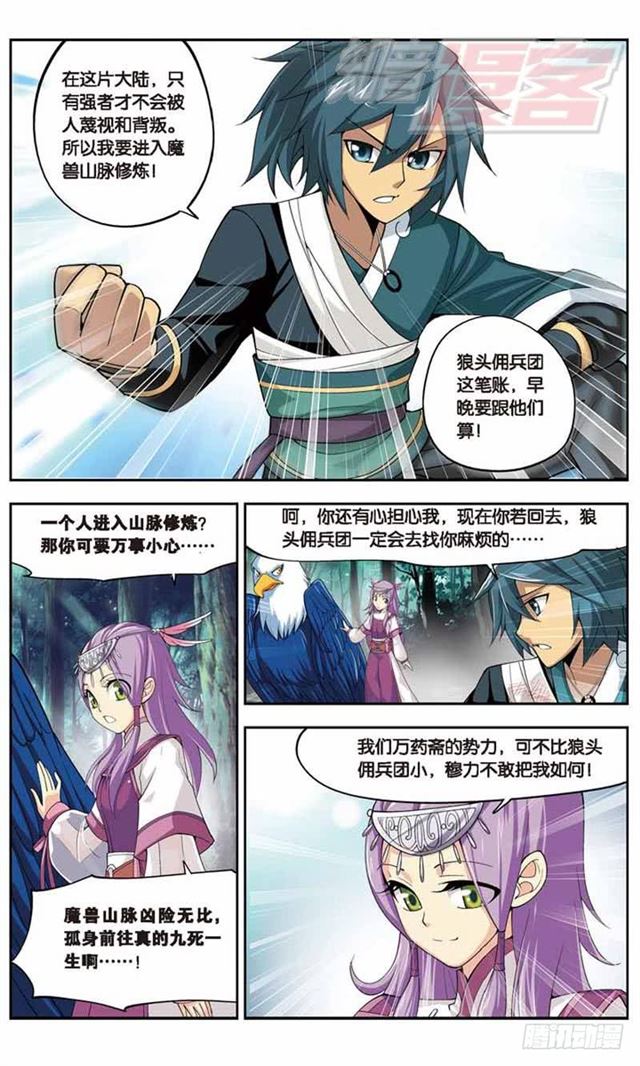 知音漫客
在这片大陆，只
有强者才不会被
人蔑视和背叛。
所以我要进入魔
兽山脉修炼！
狼头佣兵团
这笔账，早
晚要跟他们
算！
一个人进入山脉修炼？
那你可要万事小心……
呵，你还有心担心我，现在你若回去，狼
头佣兵团一定会去找你麻烦的……
我们万药斋的势力，可不比狼头
佣兵团小，穆力不敢把我如何！
魔兽山脉凶险无比，
孤身前往真的九死一
生啊……！
腾讯动漫